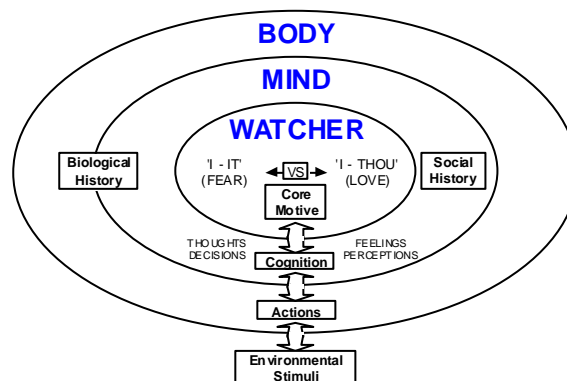 BODY
MIND
WATCHER
Biological
History
'I - IT'
(FEAR)
VS
'I - THOU'
(LOVE)
Social
History
Core
Motive
THOUGHTS
DECISIONS
FEELINGS
PERCEPTIONS
Cognition
Actions
Environmental
Stimuli